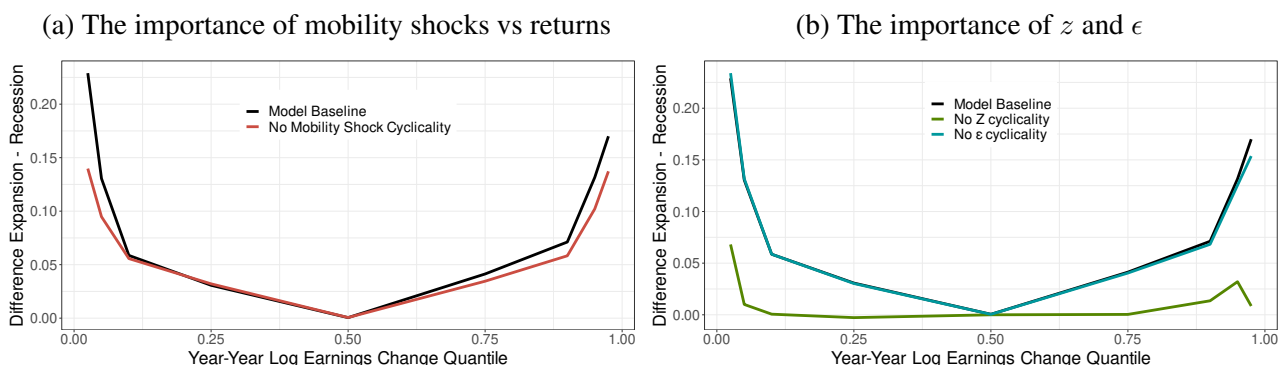 (a) The importance of mobility shocks vs returns
Difference Expansion - Recession
0.20
0.15
0.10
0.05
0.00
Model Baseline
No Mobility Shock Cyclicality
0.00 0.25 0.50 0.75 1.00
Year-Year Log Earnings Change Quantile
(b) The importance of z and ϵ
Difference Expansion - Recession
0.20
0.15
0.10
0.05
0.00
Model Baseline
No Z cyclicality
No ε cyclicality
0.00 0.25 0.50 0.75 1.00
Year-Year Log Earnings Change Quantile